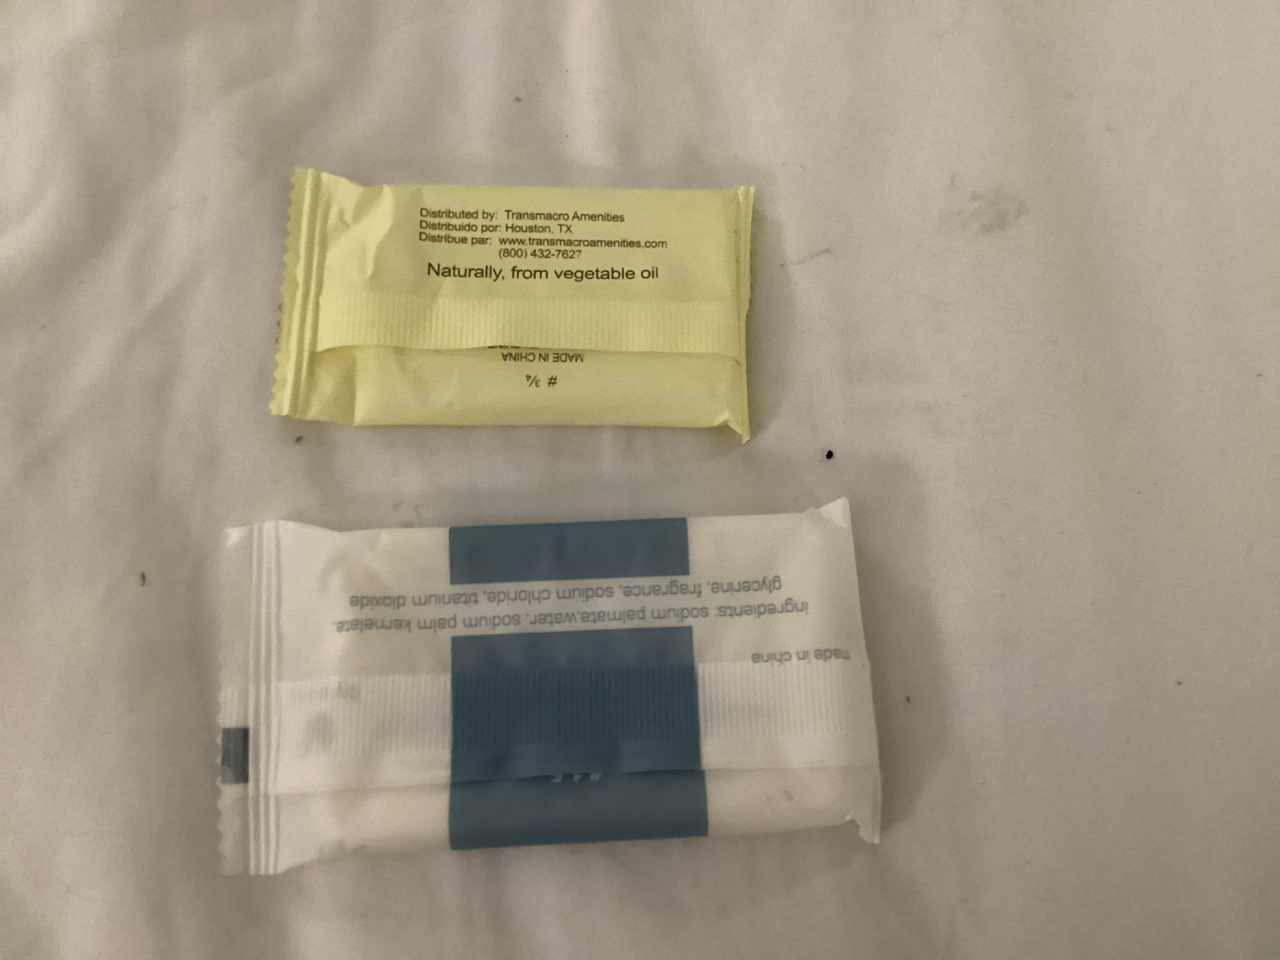 Distributed by: Transmacro Amenities
Distribuido por: Houston, TX
Distribue par: www.transmacroamenities.com
(800) 432-7627
Naturally, from vegetable oil
MADE IN CHINA
# ¾
made in china
ingredients: sodium palmate,water, sodium palm kernelate,
glycerine, fragrance, sodium chloride, titanium dioxide